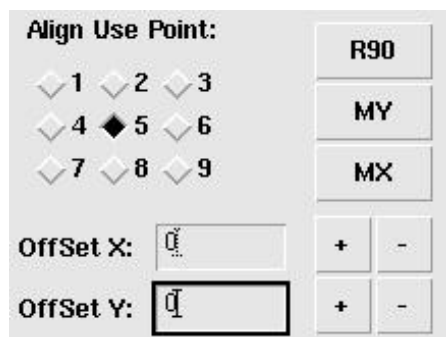 Align Use Point:
R90
1 2 3
MY
4 5 6
7 8 9
MX
OffSet X: 0 + -
OffSet Y: 0 + -